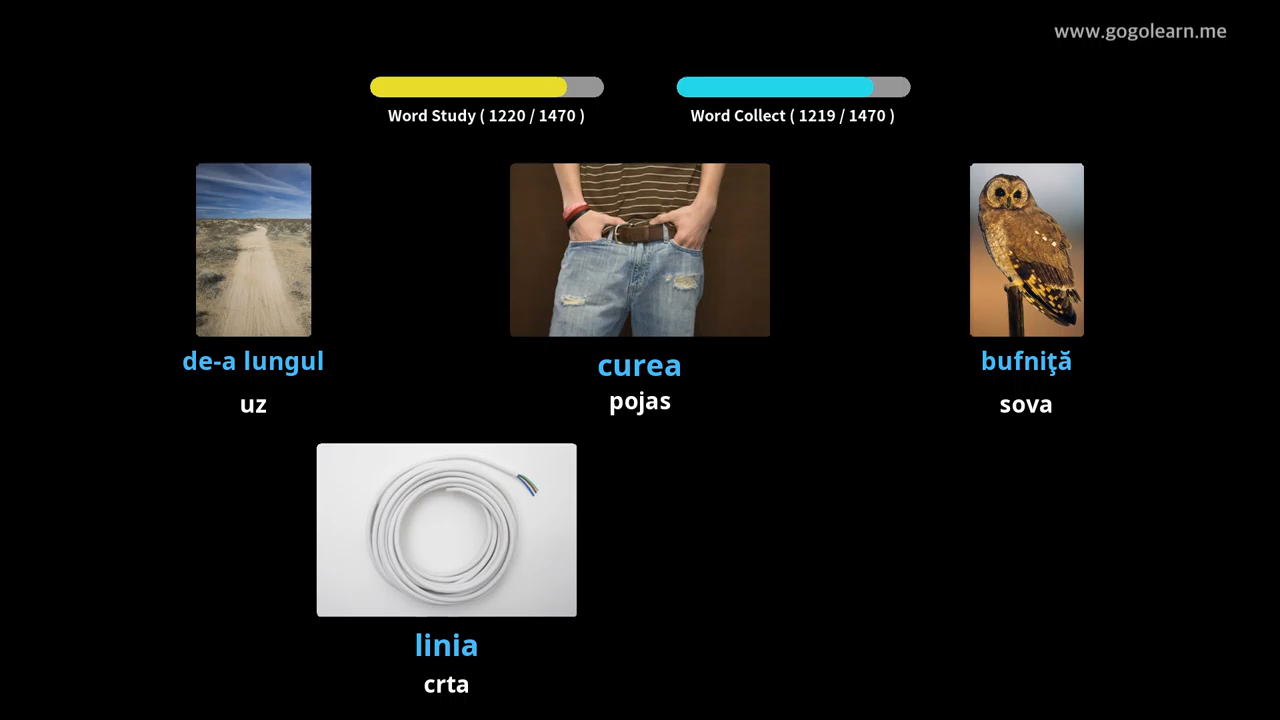 www.gogolearn.me
Word Study ( 1220 / 1470 )
Word Collect ( 1219 / 1470 )
de-a lungul
curea
bufniţă
uz
pojas
sova
linia
crta